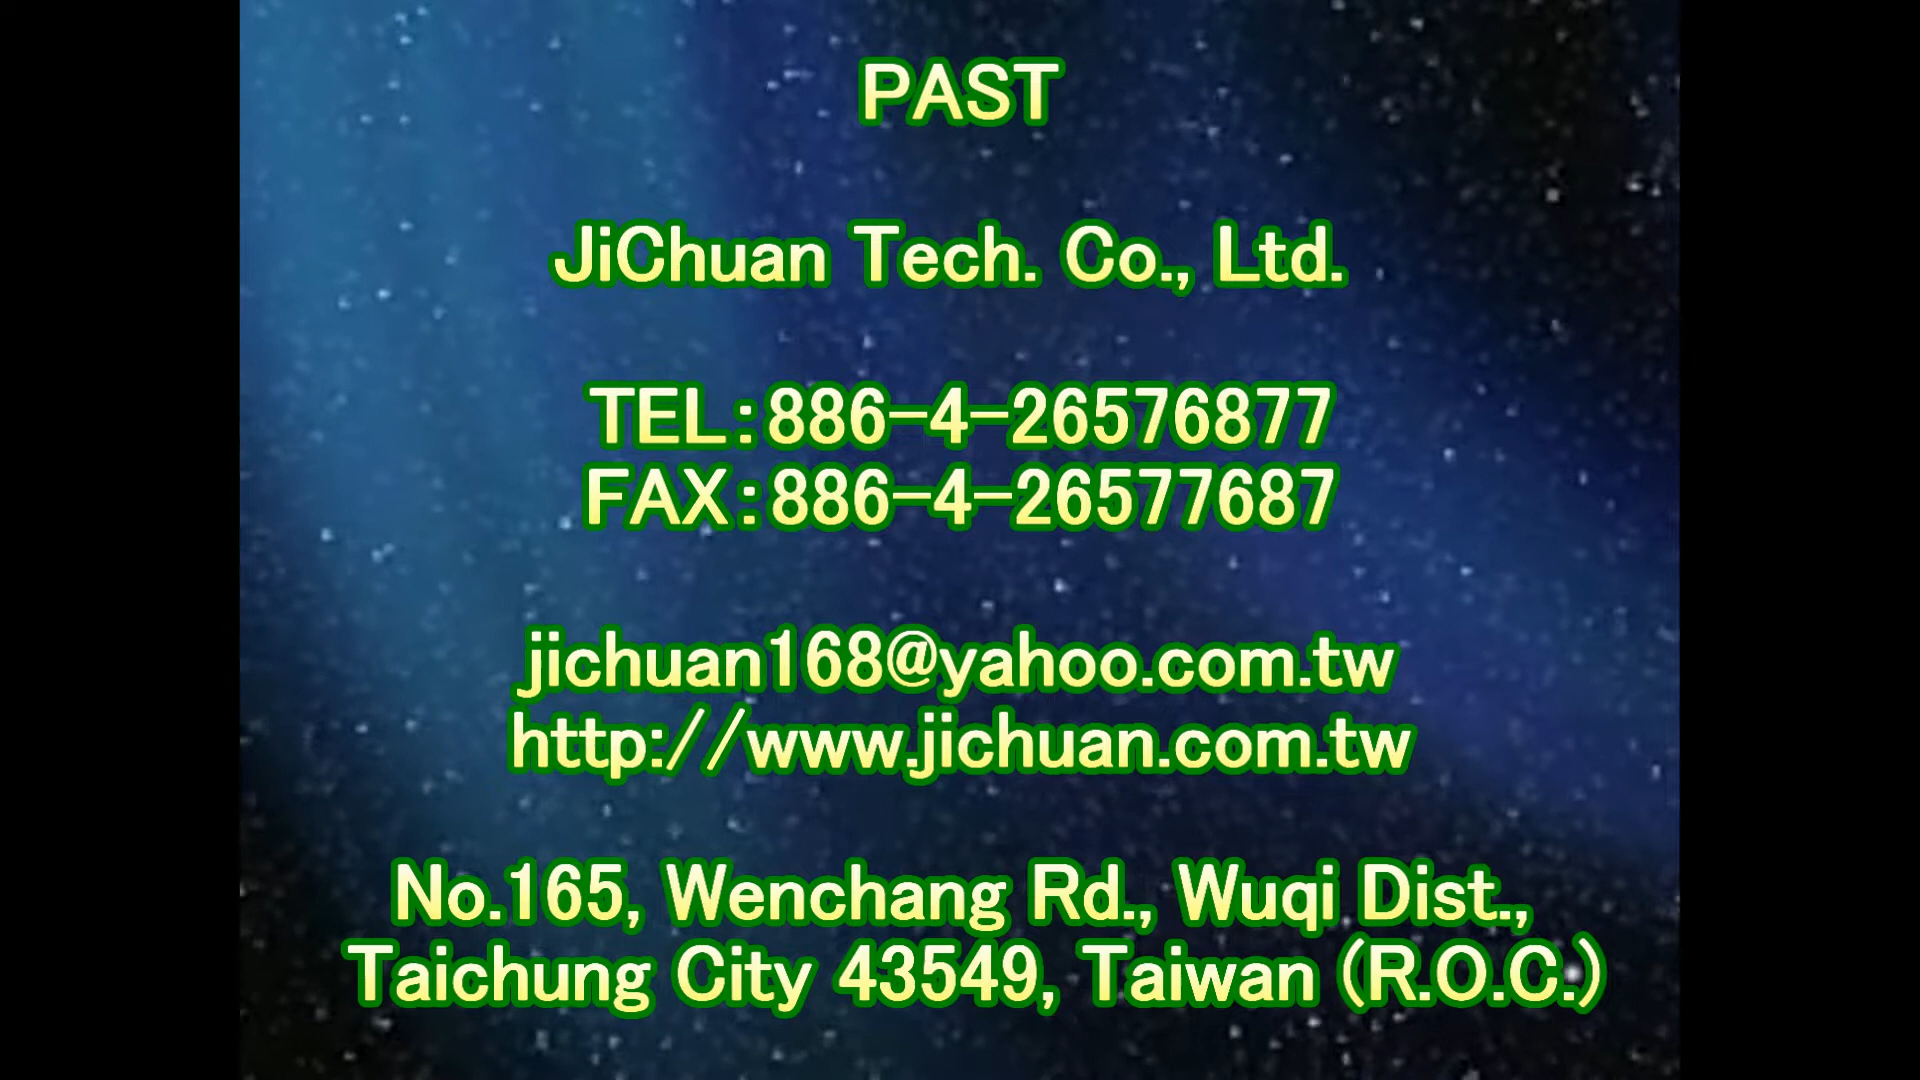 PAST
JiChuan Tech. Co., Ltd.
TEL:886-4-26576877
FAX:886-4-26577687
jichuan168@yahoo.com.tw
http://www.jichuan.com.tw
No.165, Wenchang Rd., Wuqi Dist.,
Taichung City 43549, Taiwan (R.O.C.)